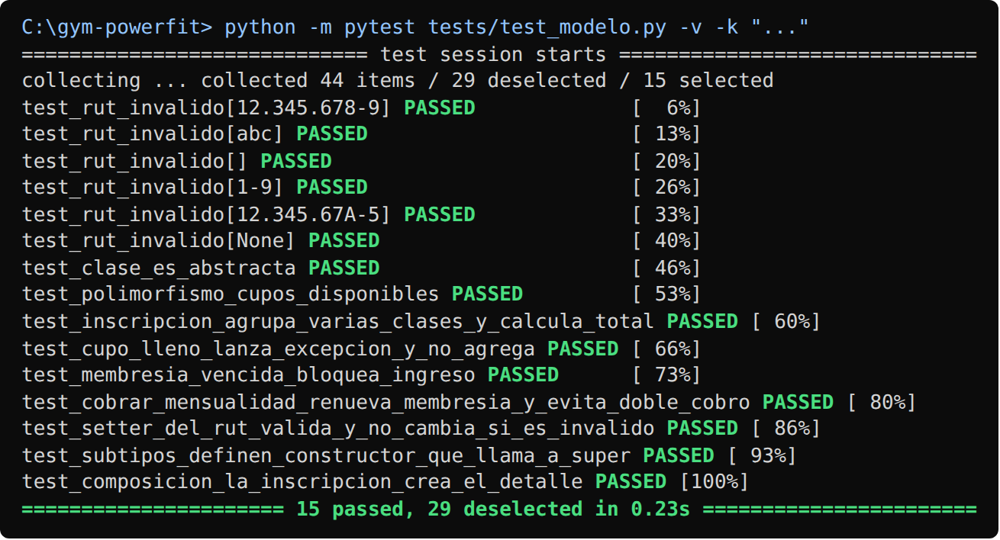 C:\gym-powerfit> python -m pytest tests/test_modelo.py -v -k "..."
============================= test session starts ==============================
collecting ... collected 44 items / 29 deselected / 15 selected
test_rut_invalido[12.345.678-9] PASSED [  6%]
test_rut_invalido[abc] PASSED [ 13%]
test_rut_invalido[] PASSED [ 20%]
test_rut_invalido[1-9] PASSED [ 26%]
test_rut_invalido[12.345.67A-5] PASSED [ 33%]
test_rut_invalido[None] PASSED [ 40%]
test_clase_es_abstracta PASSED [ 46%]
test_polimorfismo_cupos_disponibles PASSED [ 53%]
test_inscripcion_agrupa_varias_clases_y_calcula_total PASSED [ 60%]
test_cupo_lleno_lanza_excepcion_y_no_agrega PASSED [ 66%]
test_membresia_vencida_bloquea_ingreso PASSED [ 73%]
test_cobrar_mensualidad_renueva_membresia_y_evita_doble_cobro PASSED [ 80%]
test_setter_del_rut_valida_y_no_cambia_si_es_invalido PASSED [ 86%]
test_subtipos_definen_constructor_que_llama_a_super PASSED [ 93%]
test_composicion_la_inscripcion_crea_el_detalle PASSED [100%]
====================== 15 passed, 29 deselected in 0.23s =======================